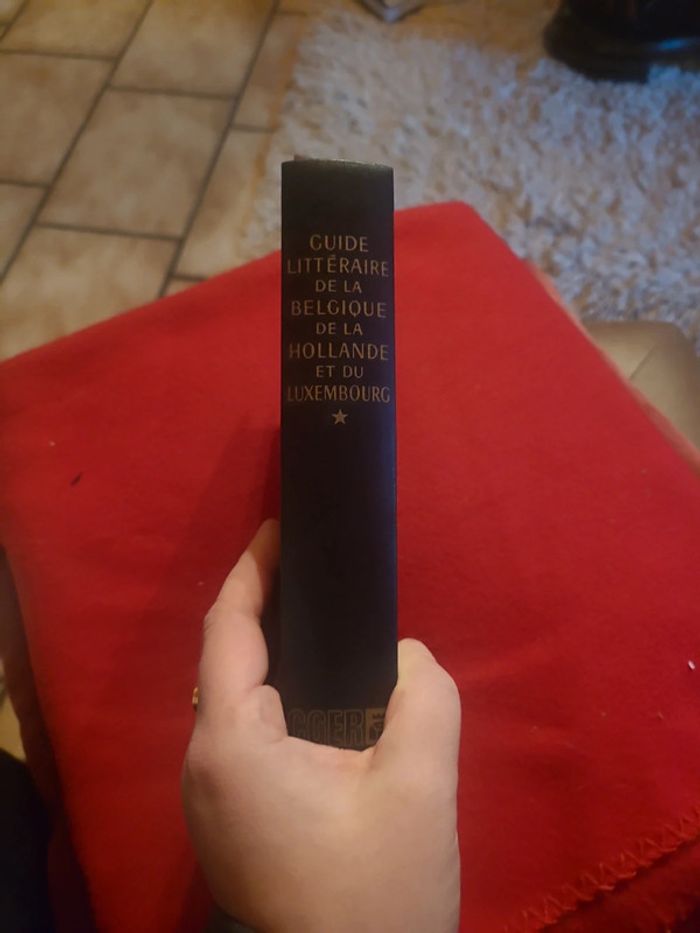 GUIDE
LITTÉRAIRE
DE LA
BELGIQUE
DE LA
HOLLANDE
ET DU
LUXEMBOURG